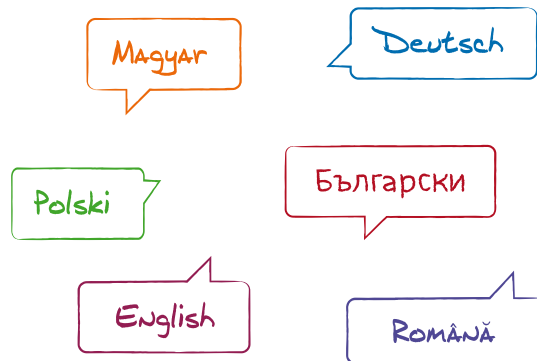 Magyar
Deutsch
Polski
Български
English
Română